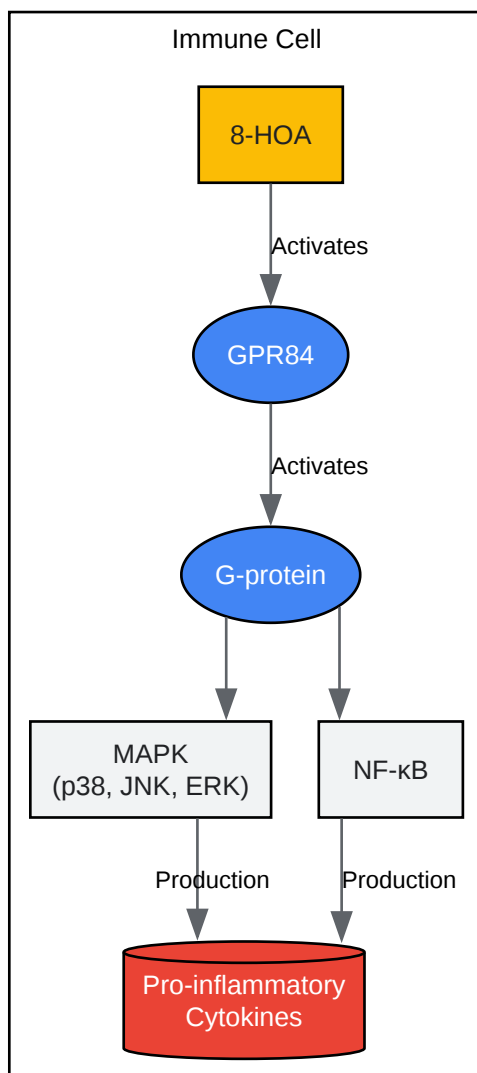 Immune Cell
8-HOA
Activates
GPR84
Activates
G-protein
MAPK
(p38, JNK, ERK)
NF-κB
Production
Production
Pro-inflammatory
Cytokines